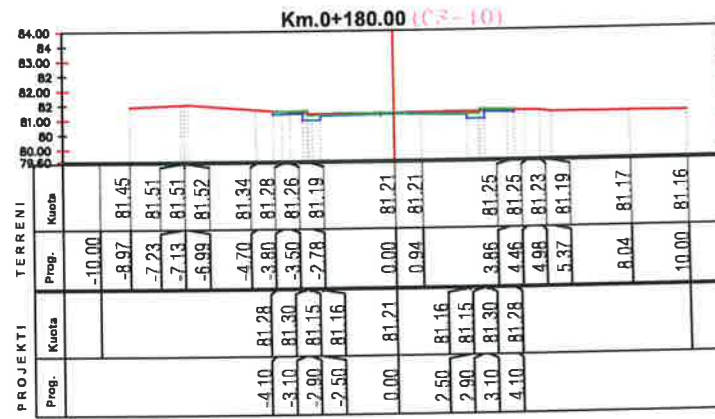 Km.0+180.00 (C3-10)
84.00
84
83.00
82.00
82
81.00
80
80.00
79.60
TERRENI
Kuota 81.45 81.51 81.51 81.52 81.34 81.28 81.26 81.19 81.21 81.21 81.25 81.25 81.23 81.19 81.17 81.16
Prog. -10.00 -8.97 -7.23 -7.13 -6.99 -4.70 -3.80 -3.50 -2.78 0.00 0.94 3.86 4.46 4.98 5.37 8.04 10.00
PROJEKTI
Kuota 81.28 81.30 81.15 81.16 81.21 81.16 81.15 81.30 81.28
Prog. -4.10 -3.10 -2.90 -2.50 0.00 2.50 2.90 3.10 4.10